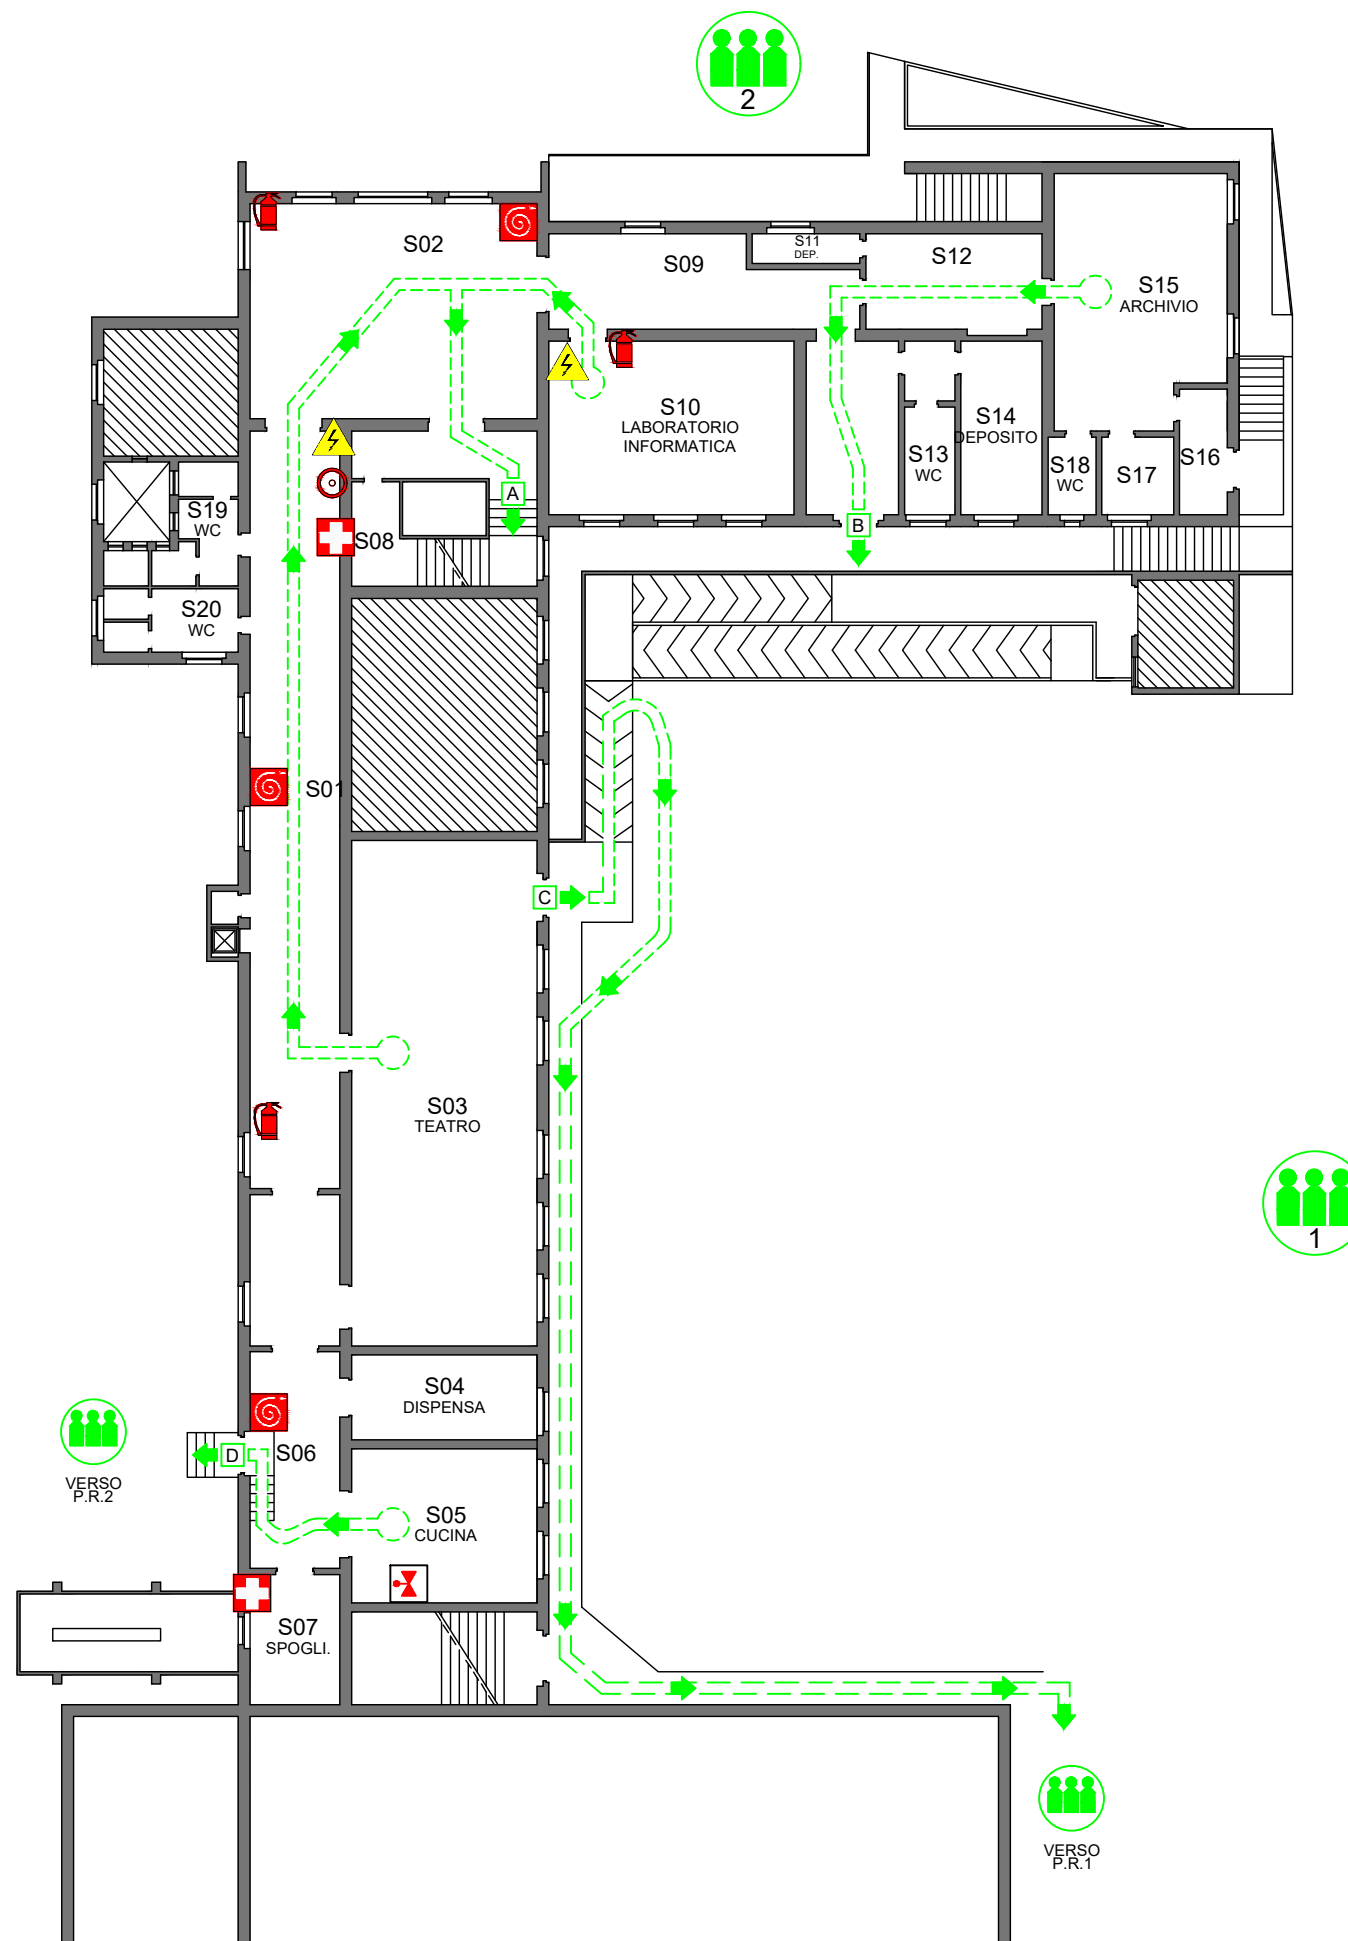 2
S02
S09
S11
DEP.
S12
S15
ARCHIVIO
S10
LABORATORIO
INFORMATICA
S14
DEPOSITO
S13
WC
S18
WC
S17
S16
A
B
S19
WC
S08
S20
WC
S01
C
S03
TEATRO
1
S04
DISPENSA
D
S06
VERSO
P.R.2
S05
CUCINA
S07
SPOGLI.
VERSO
P.R.1